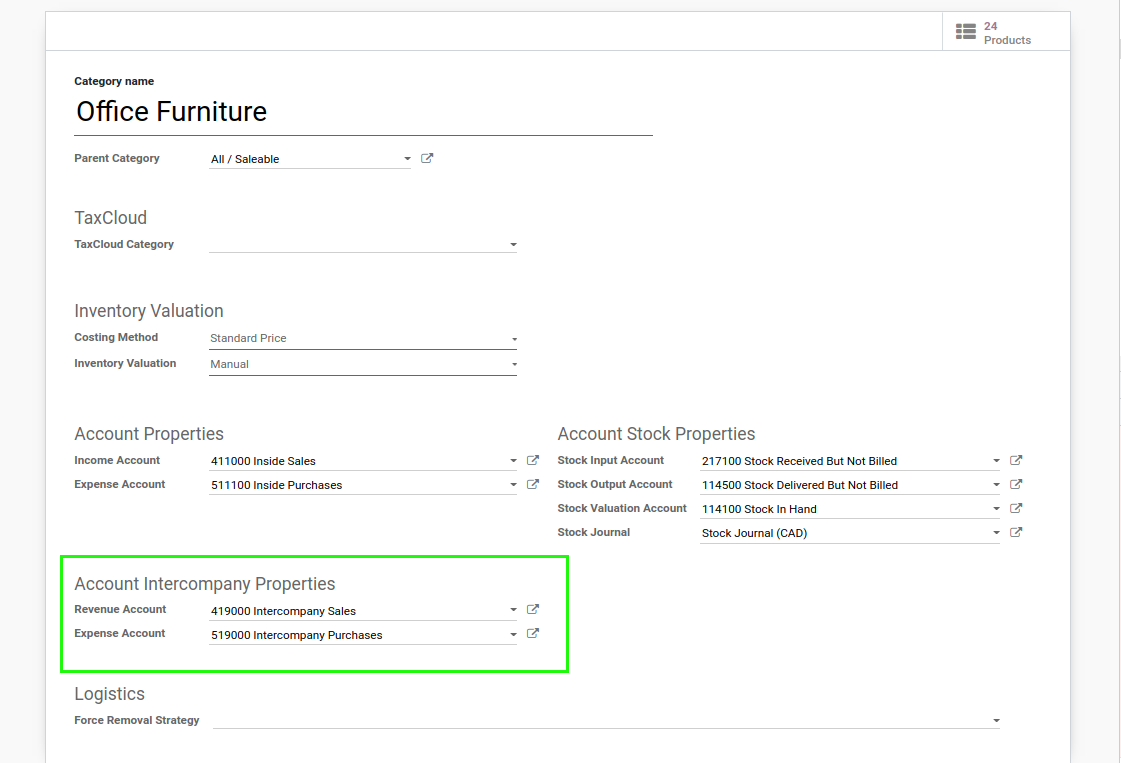 24
Products
Category name
Office Furniture
Parent Category All / Saleable
TaxCloud
TaxCloud Category
Inventory Valuation
Costing Method Standard Price
Inventory Valuation Manual
Account Properties
Income Account 411000 Inside Sales
Expense Account 511100 Inside Purchases
Account Stock Properties
Stock Input Account 217100 Stock Received But Not Billed
Stock Output Account 114500 Stock Delivered But Not Billed
Stock Valuation Account 114100 Stock In Hand
Stock Journal Stock Journal (CAD)
Account Intercompany Properties
Revenue Account 419000 Intercompany Sales
Expense Account 519000 Intercompany Purchases
Logistics
Force Removal Strategy